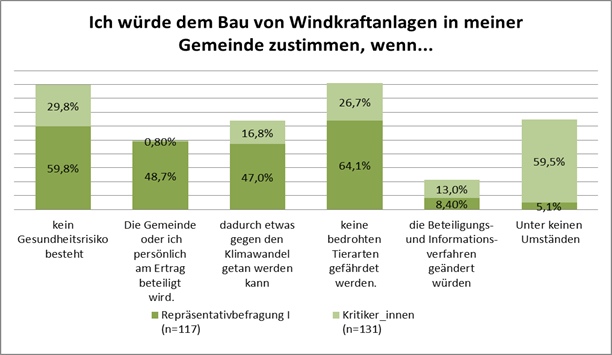 Ich würde dem Bau von Windkraftanlagen in meiner
Gemeinde zustimmen, wenn...
29,8%
59,8%
0,80%
48,7%
16,8%
47,0%
26,7%
64,1%
13,0%
8,40%
59,5%
5,1%
kein
Gesundheitsrisiko
besteht
Die Gemeinde
oder ich
persönlich
am Ertrag
beteiligt
wird.
dadurch etwas
gegen den
Klimawandel
getan werden
kann
keine
bedrohten
Tierarten
gefährdet
werden.
die Beteiligungs-
und Informations-
verfahren
geändert
würden
Unter keinen
Umständen
Repräsentativbefragung I
(n=117)
Kritiker_innen
(n=131)